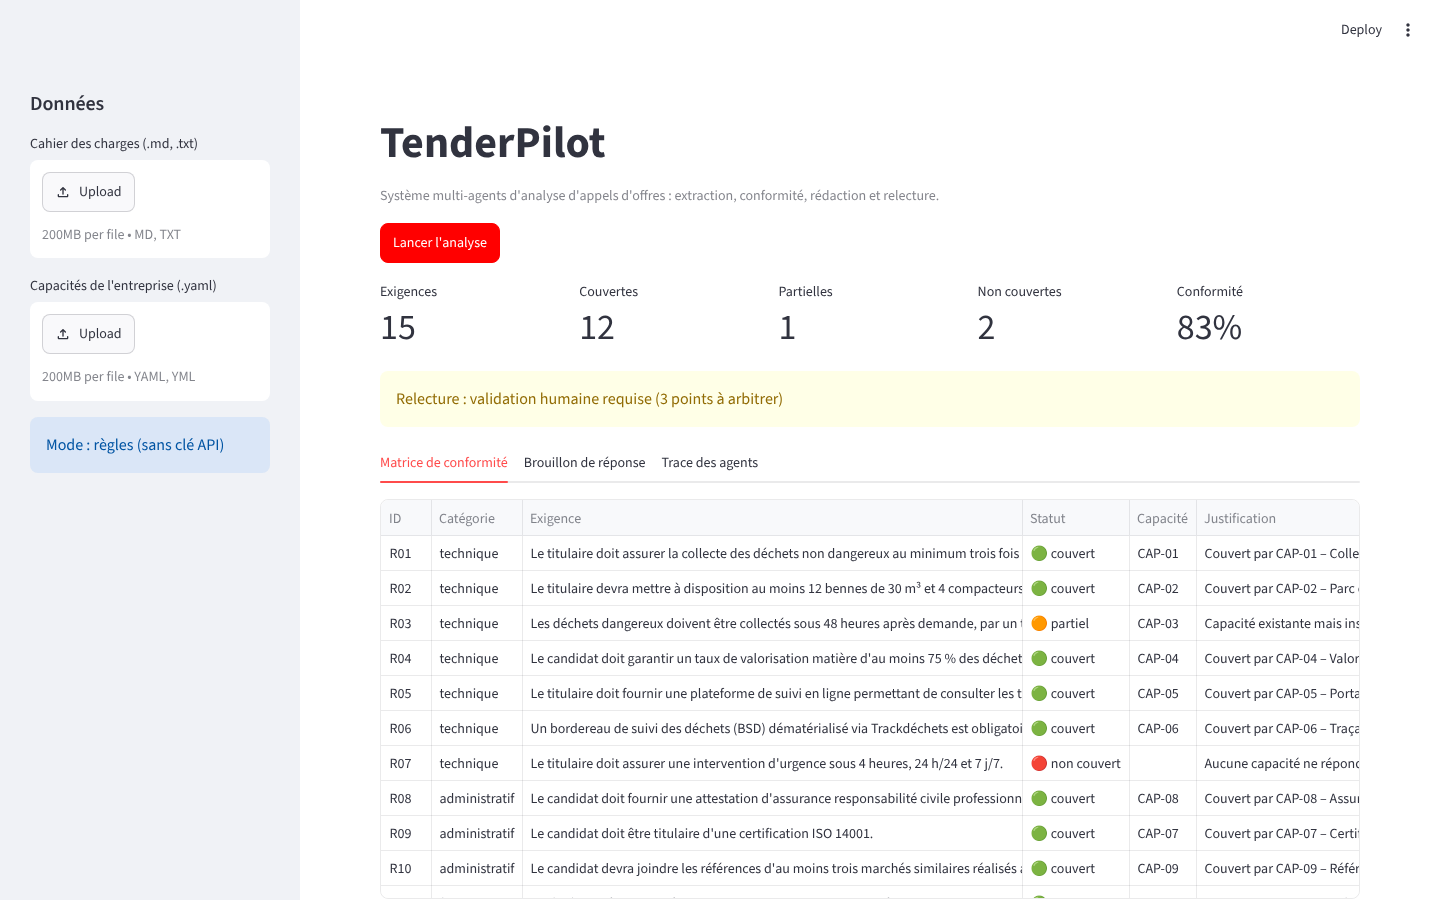 Deploy
Données
Cahier des charges (.md, .txt)
Upload
200MB per file • MD, TXT
Capacités de l'entreprise (.yaml)
Upload
200MB per file • YAML, YML
Mode : règles (sans clé API)
TenderPilot
Système multi-agents d'analyse d'appels d'offres : extraction, conformité, rédaction et relecture.
Lancer l'analyse
Exigences Couvertes Partielles Non couvertes Conformité
15 12 1 2 83%
Relecture : validation humaine requise (3 points à arbitrer)
Matrice de conformité Brouillon de réponse Trace des agents
ID Catégorie Exigence Statut Capacité Justification
R01 technique Le titulaire doit assurer la collecte des déchets non dangereux au minimum trois fois couvert CAP-01 Couvert par CAP-01 – Colle
R02 technique Le titulaire devra mettre à disposition au moins 12 bennes de 30 m³ et 4 compacteurs couvert CAP-02 Couvert par CAP-02 – Parc
R03 technique Les déchets dangereux doivent être collectés sous 48 heures après demande, par un partiel CAP-03 Capacité existante mais ins
R04 technique Le candidat doit garantir un taux de valorisation matière d'au moins 75 % des déchet couvert CAP-04 Couvert par CAP-04 – Valor
R05 technique Le titulaire doit fournir une plateforme de suivi en ligne permettant de consulter les t couvert CAP-05 Couvert par CAP-05 – Porta
R06 technique Un bordereau de suivi des déchets (BSD) dématérialisé via Trackdéchets est obligatoi couvert CAP-06 Couvert par CAP-06 – Traça
R07 technique Le titulaire doit assurer une intervention d'urgence sous 4 heures, 24 h/24 et 7 j/7. non couvert Aucune capacité ne répond
R08 administratif Le candidat doit fournir une attestation d'assurance responsabilité civile professionn couvert CAP-08 Couvert par CAP-08 – Assur
R09 administratif Le candidat doit être titulaire d'une certification ISO 14001. couvert CAP-07 Couvert par CAP-07 – Certif
R10 administratif Le candidat devra joindre les références d'au moins trois marchés similaires réalisés couvert CAP-09 Couvert par CAP-09 – Référ